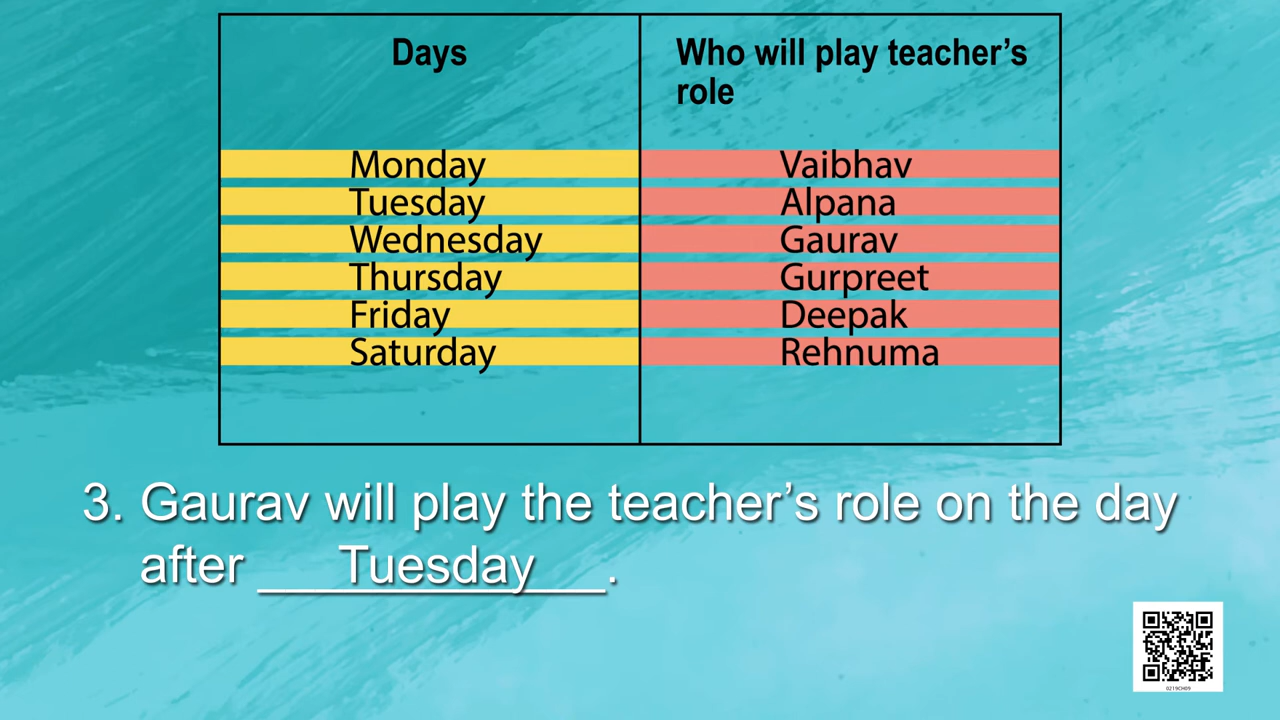 Days
Who will play teacher’s
role
Monday Vaibhav
Tuesday Alpana
Wednesday Gaurav
Thursday Gurpreet
Friday Deepak
Saturday Rehnuma
3. Gaurav will play the teacher’s role on the day
after ___Tuesday___.
0219CH09